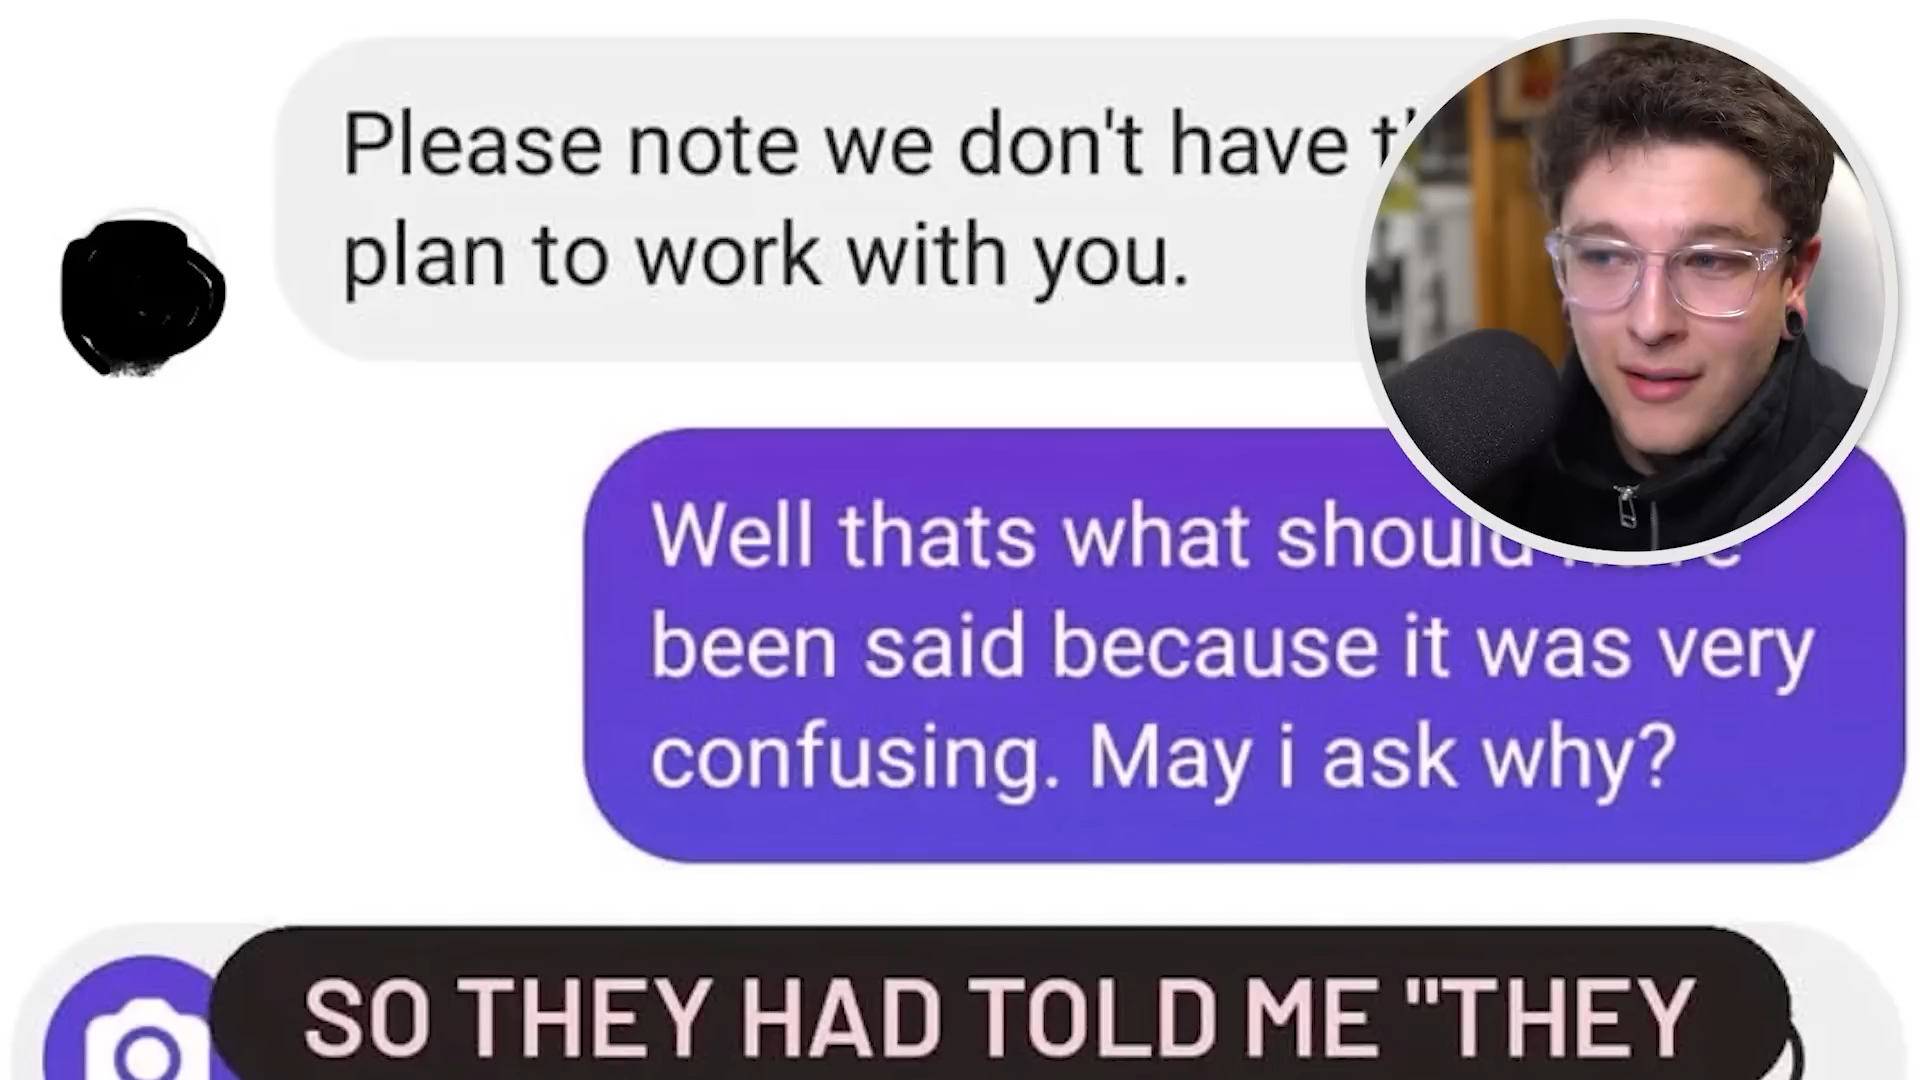 Please note we don't have
plan to work with you.
Well thats what should
been said because it was very
confusing. May i ask why?
SO THEY HAD TOLD ME "THEY